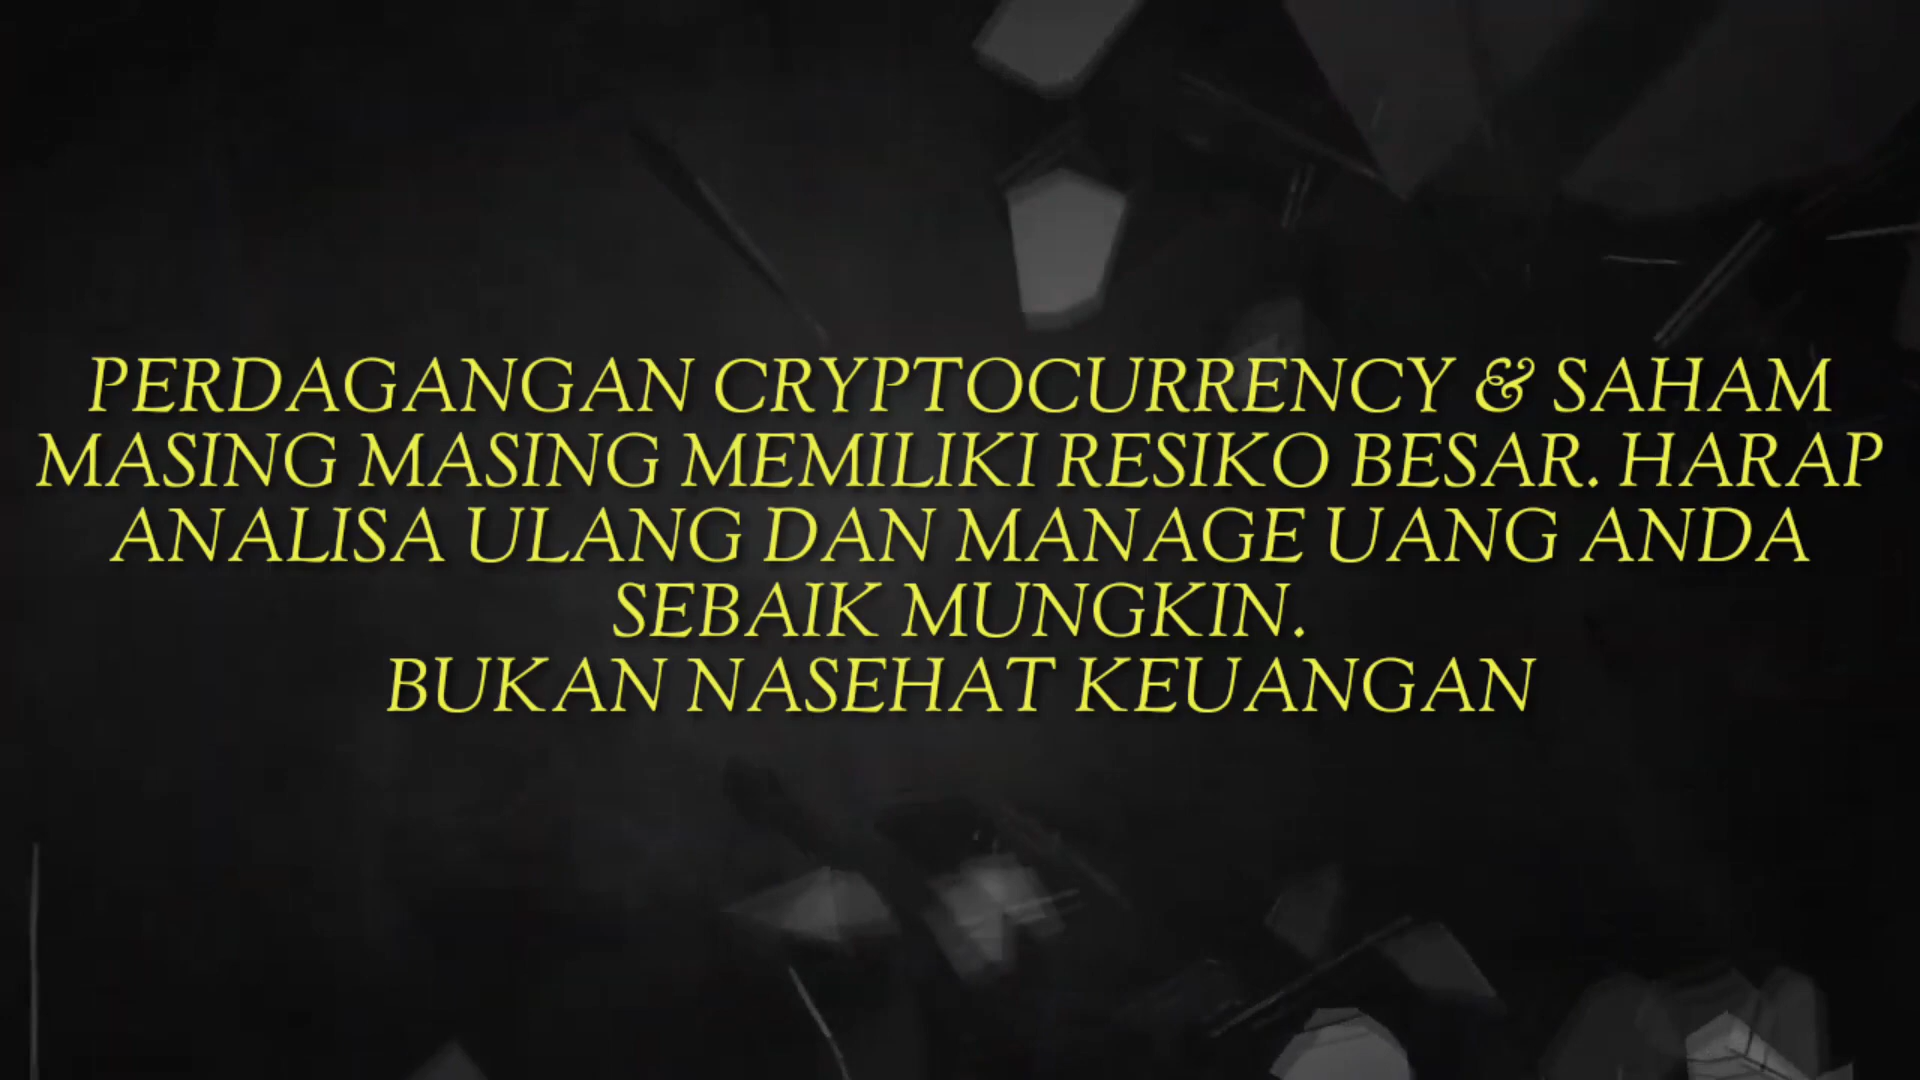 PERDAGANGAN CRYPTOCURRENCY & SAHAM
MASING MASING MEMILIKI RESIKO BESAR. HARAP
ANALISA ULANG DAN MANAGE UANG ANDA
SEBAIK MUNGKIN.
BUKAN NASEHAT KEUANGAN